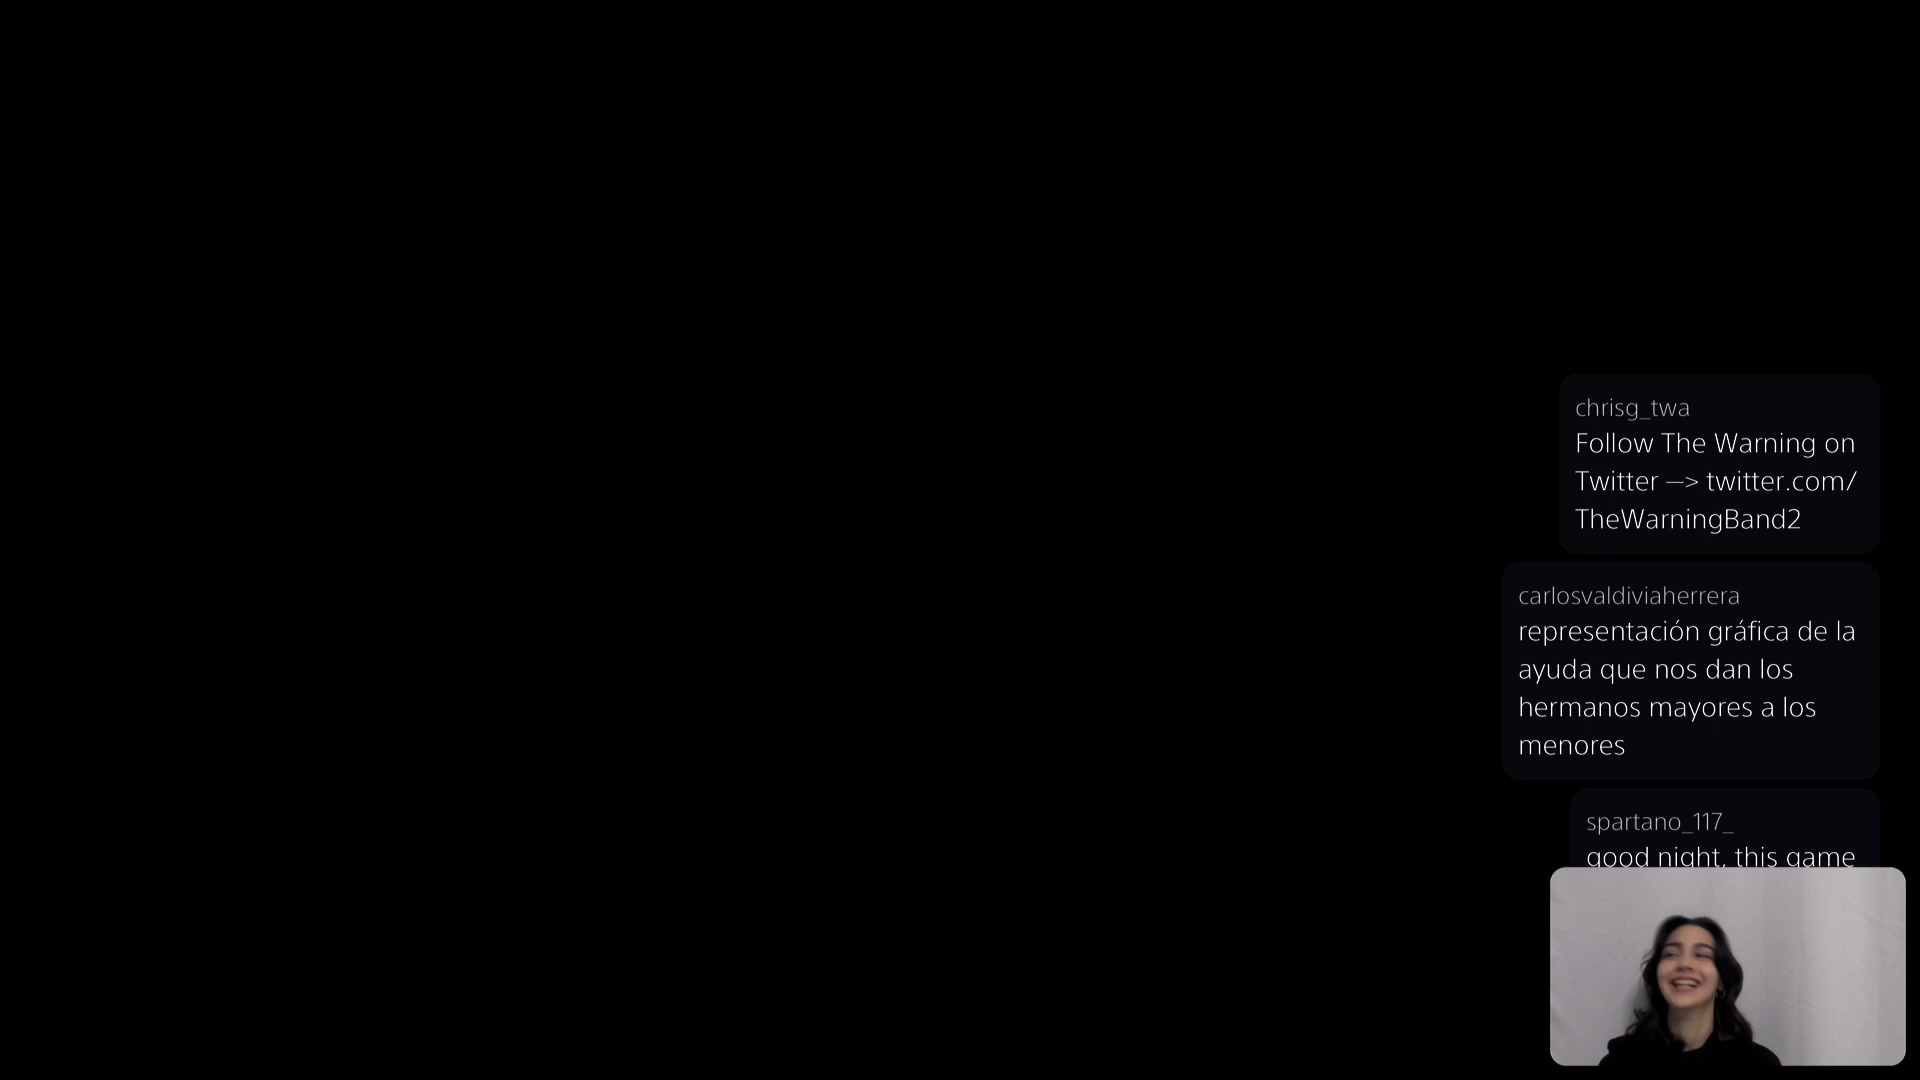 chrisg_twa
Follow The Warning on
Twitter —> twitter.com/
TheWarningBand2
carlosvaldiviaherrera
representación gráfica de la
ayuda que nos dan los
hermanos mayores a los
menores
spartano_117_
good night, this game